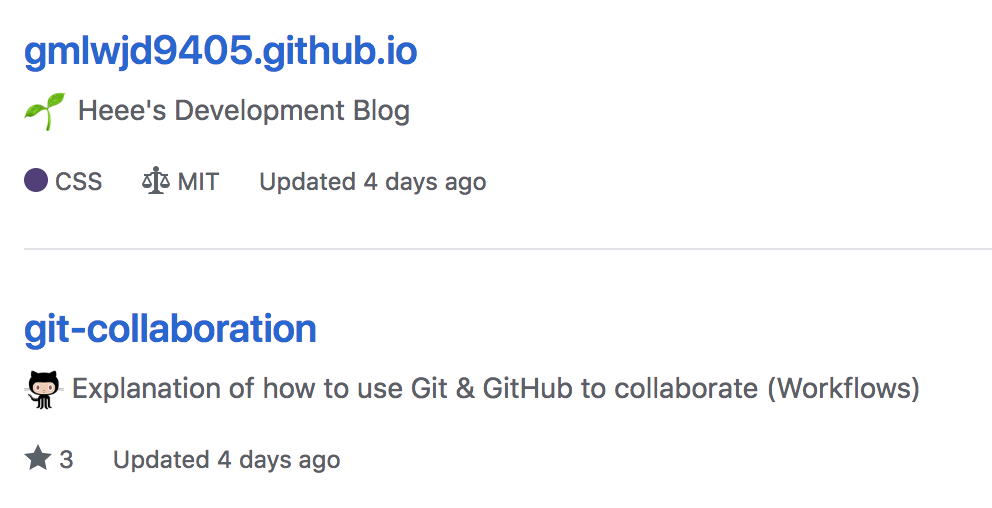 gmlwjd9405.github.io
🌱 Heee's Development Blog
CSS MIT Updated 4 days ago
git-collaboration
Explanation of how to use Git & GitHub to collaborate (Workflows)
★ 3 Updated 4 days ago